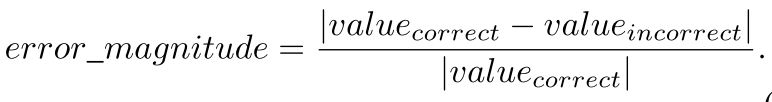 error_magnitude = |value_correct − value_incorrect| / |value_correct|.